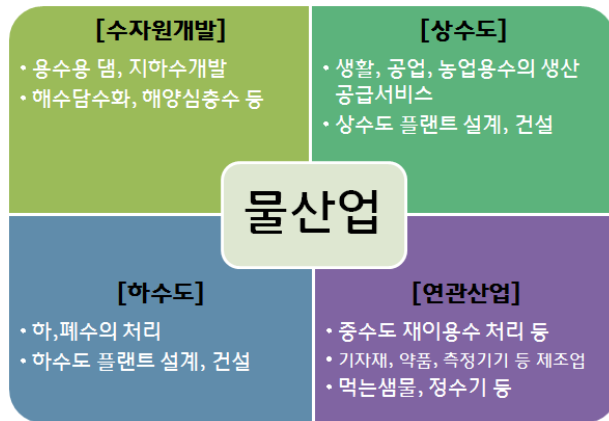 [수자원개발]
• 용수용 댐, 지하수개발
• 해수담수화, 해양심층수 등
[상수도]
• 생활, 공업, 농업용수의 생산
공급서비스
• 상수도 플랜트 설계, 건설
물산업
[하수도]
• 하,폐수의 처리
• 하수도 플랜트 설계, 건설
[연관산업]
• 중수도 재이용수 처리 등
• 기자재, 약품, 측정기기 등 제조업
• 먹는샘물, 정수기 등